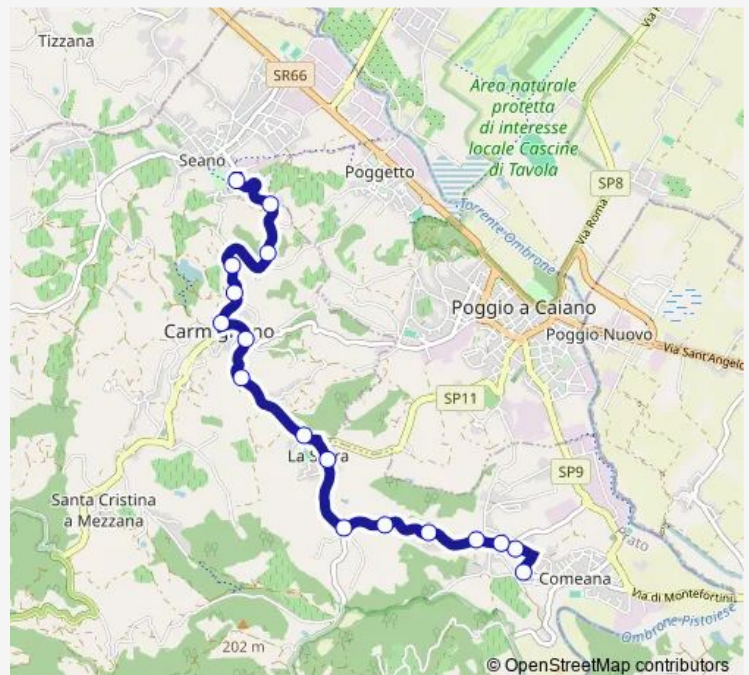 Tizzana
Via
SR66
Area naturale
protetta
di interesse
locale Cascine
di Tavola
Seano
Poggetto
SP8
Via Roma
Torrente Ombrone
Poggio a Caiano
Poggio Nuovo
Via Sant'Angelo
SP11
La
SP9
Santa Cristina
a Mezzana
Prato
Comeana
Via di Montefortini
Ombrone Pistoiese
202 m
© OpenStreetMap contributors